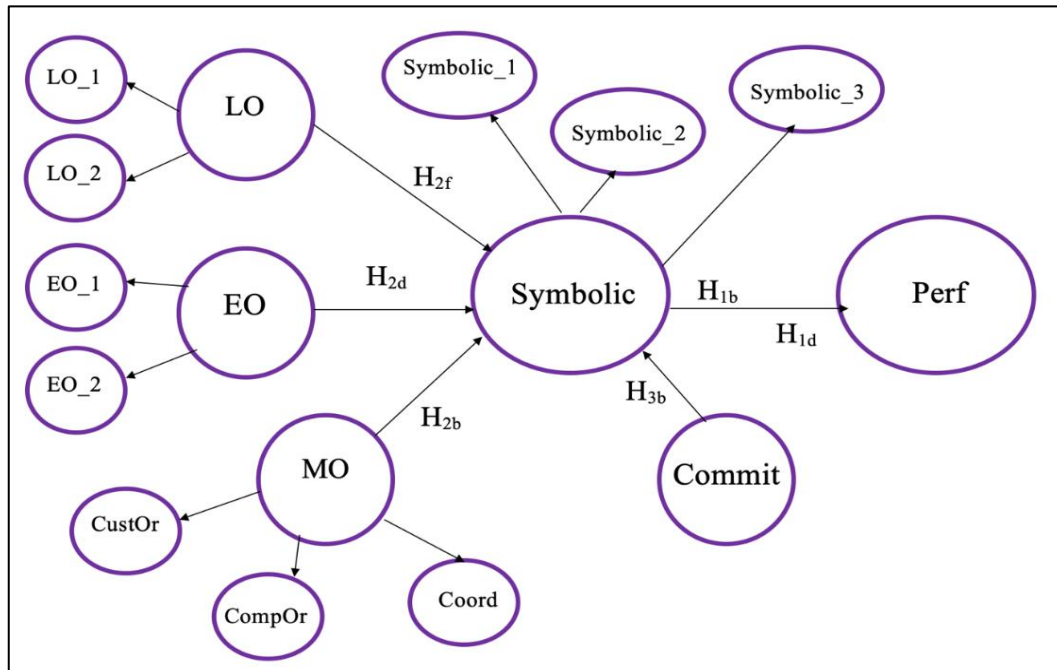 LO_1
LO
LO_2
Symbolic_1
Symbolic_2
Symbolic_3
H2f
EO_1
EO
EO_2
H2d
Symbolic
H1b
H1d
Perf
H2b
H3b
MO
Commit
CustOr
CompOr
Coord